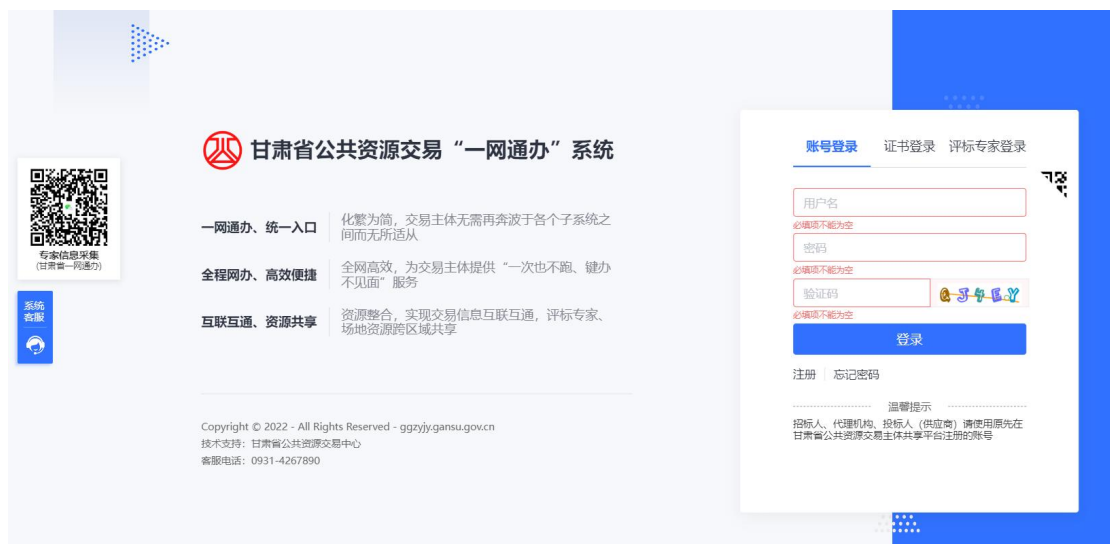 甘肃省公共资源交易“一网通办”系统
专家信息采集
(甘肃省一网通办)
系统
客服
一网通办、统一入口
化繁为简，交易主体无需再奔波于各个子系统之
间而无所适从
全程网办、高效便捷
全网高效，为交易主体提供“一次也不跑、键办
不见面”服务
互联互通、资源共享
资源整合，实现交易信息互联互通，评标专家、
场地资源跨区域共享
Copyright © 2022 - All Rights Reserved - ggzyjy.gansu.gov.cn
技术支持：甘肃省公共资源交易中心
客服电话：0931-4267890
账号登录 证书登录 评标专家登录
用户名
必填项不能为空
密码
必填项不能为空
验证码 QJ4EY
必填项不能为空
登录
注册 忘记密码
温馨提示
招标人、代理机构、投标人（供应商）请使用原先在
甘肃省公共资源交易主体共享平台注册的账号